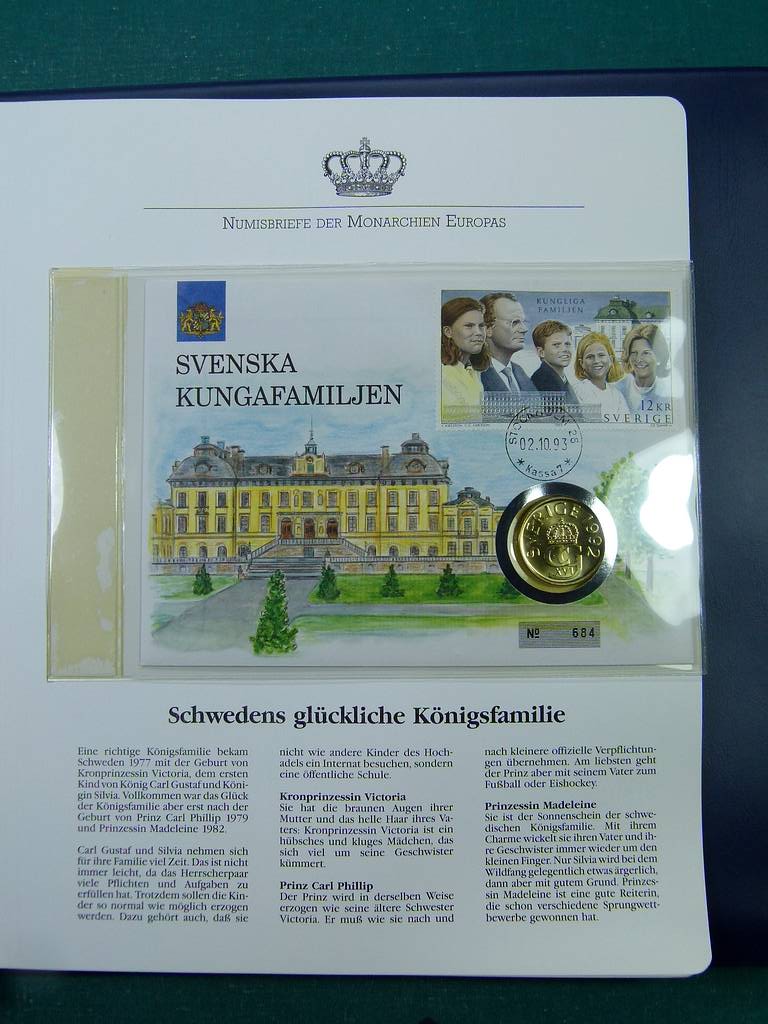 NUMISBRIEFE DER MONARCHIEN EUROPAS
SVENSKA
KUNGAFAMILJEN
KUNGLIGA
FAMILJEN
12 KR
SVERIGE
STOCKHOLM 28
02.10.93
* Kassa 7 *
SVERIGE 1992
№ 684
Schwedens glückliche Königsfamilie
Eine richtige Königsfamilie bekam
Schweden 1977 mit der Geburt von
Kronprinzessin Victoria, dem ersten
Kind von König Carl Gustaf und Köni-
gin Silvia. Vollkommen war das Glück
der Königsfamilie aber erst nach der
Geburt von Prinz Carl Phillip 1979
und Prinzessin Madeleine 1982.
Carl Gustaf und Silvia nehmen sich
für ihre Familie viel Zeit. Das ist nicht
immer leicht, da das Herrscherpaar
viele Pflichten und Aufgaben zu
erfüllen hat. Trotzdem sollen die Kin-
der so normal wie möglich erzogen
werden. Dazu gehört auch, daß sie
nicht wie andere Kinder des Hoch-
adels ein Internat besuchen, sondern
eine öffentliche Schule.
Kronprinzessin Victoria
Sie hat die braunen Augen ihrer
Mutter und das helle Haar ihres Va-
ters: Kronprinzessin Victoria ist ein
hübsches und kluges Mädchen, das
sich viel um seine Geschwister
kümmert.
Prinz Carl Phillip
Der Prinz wird in derselben Weise
erzogen wie seine ältere Schwester
Victoria. Er muß wie sie nach und
nach kleinere offizielle Verpflichtun-
gen übernehmen. Am liebsten geht
der Prinz aber mit seinem Vater zum
Fußball oder Eishockey.
Prinzessin Madeleine
Sie ist der Sonnenschein der schwe-
dischen Königsfamilie. Mit ihrem
Charme wickelt sie ihren Vater und ih-
re Geschwister immer wieder um den
kleinen Finger. Nur Silvia wird bei dem
Wildfang gelegentlich etwas ärgerlich,
dann aber mit gutem Grund. Prinzes-
sin Madeleine ist eine gute Reiterin,
die schon verschiedene Sprungwett-
bewerbe gewonnen hat.